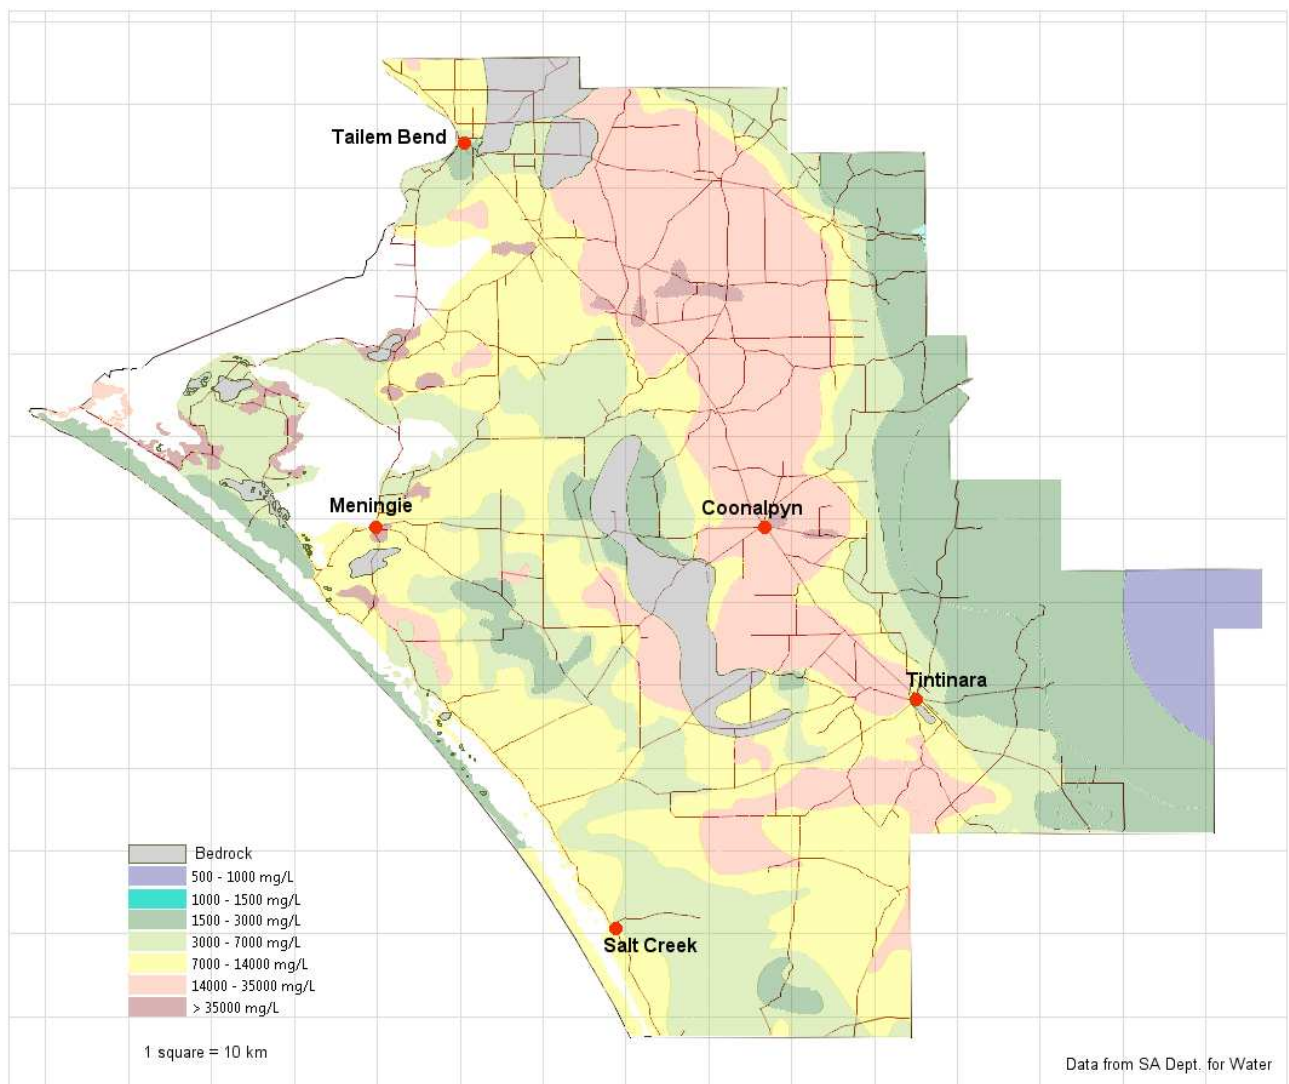 Tailem Bend
Meningie
Coonalpyn
Tintinara
Salt Creek
Bedrock
500 - 1000 mg/L
1000 - 1500 mg/L
1500 - 3000 mg/L
3000 - 7000 mg/L
7000 - 14000 mg/L
14000 - 35000 mg/L
> 35000 mg/L
1 square = 10 km
Data from SA Dept. for Water